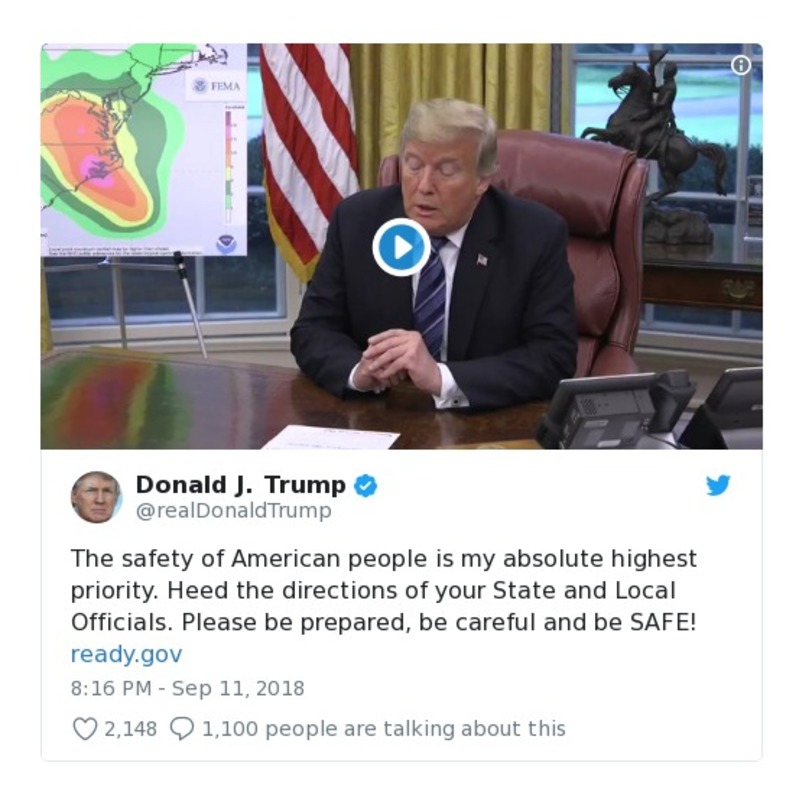 FEMA
Donald J. Trump
@realDonaldTrump
The safety of American people is my absolute highest
priority. Heed the directions of your State and Local
Officials. Please be prepared, be careful and be SAFE!
ready.gov
8:16 PM - Sep 11, 2018
2,148 1,100 people are talking about this